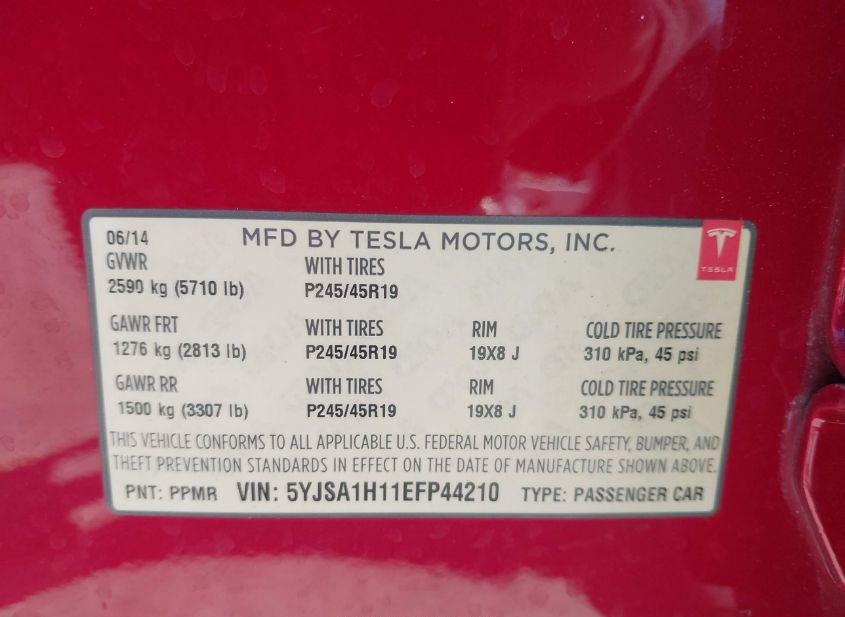 06/14 MFD BY TESLA MOTORS, INC.
TESLA
GVWR WITH TIRES
2590 kg (5710 lb) P245/45R19
GAWR FRT WITH TIRES RIM COLD TIRE PRESSURE
1276 kg (2813 lb) P245/45R19 19X8 J 310 kPa, 45 psi
GAWR RR WITH TIRES RIM COLD TIRE PRESSURE
1500 kg (3307 lb) P245/45R19 19X8 J 310 kPa, 45 psi
THIS VEHICLE CONFORMS TO ALL APPLICABLE U.S. FEDERAL MOTOR VEHICLE SAFETY, BUMPER, AND
THEFT PREVENTION STANDARDS IN EFFECT ON THE DATE OF MANUFACTURE SHOWN ABOVE.
PNT: PPMR VIN: 5YJSA1H11EFP44210 TYPE: PASSENGER CAR